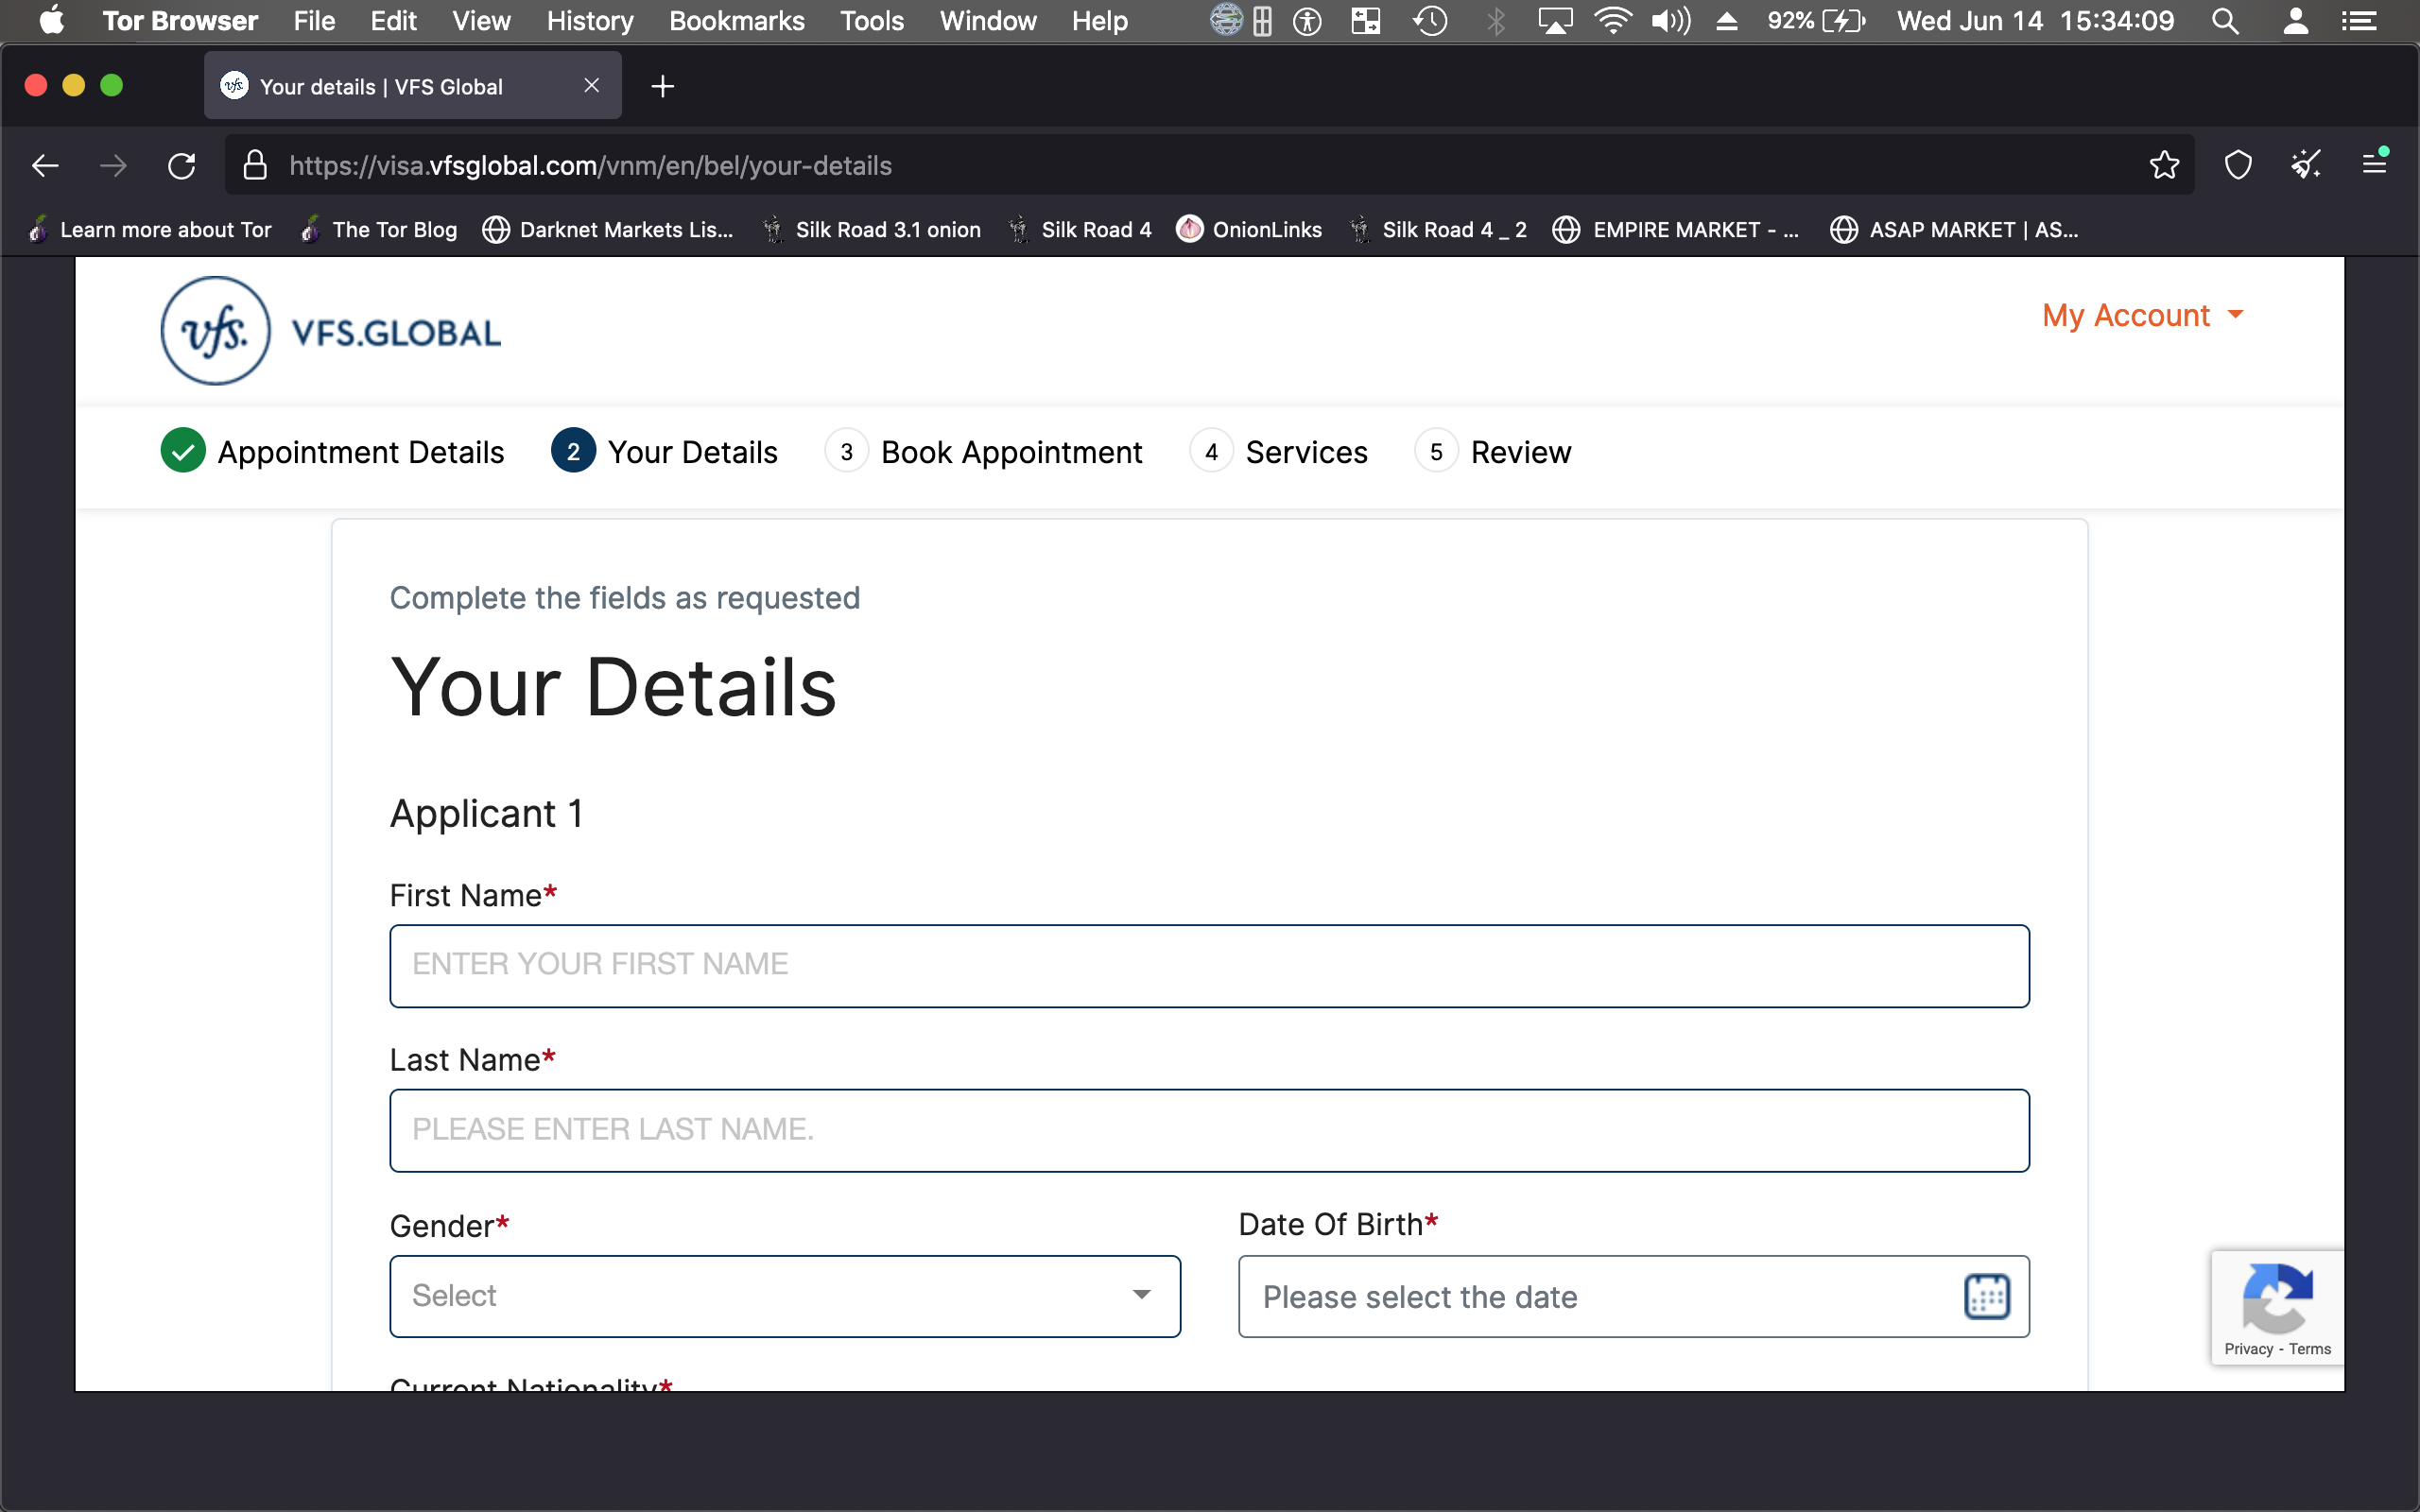 Tor Browser File Edit View History Bookmarks Tools Window Help 92% Wed Jun 14 15:34:09
vfs. Your details | VFS Global
https://visa.vfsglobal.com/vnm/en/bel/your-details
Learn more about Tor The Tor Blog Darknet Markets Lis... Silk Road 3.1 onion Silk Road 4 OnionLinks Silk Road 4 _ 2 EMPIRE MARKET - ... ASAP MARKET | AS...
vfs. VFS.GLOBAL
My Account
Appointment Details 2 Your Details 3 Book Appointment 4 Services 5 Review
Complete the fields as requested
Your Details
Applicant 1
First Name*
ENTER YOUR FIRST NAME
Last Name*
PLEASE ENTER LAST NAME.
Gender* Date Of Birth*
Select Please select the date
Privacy - Terms
Current Nationality*